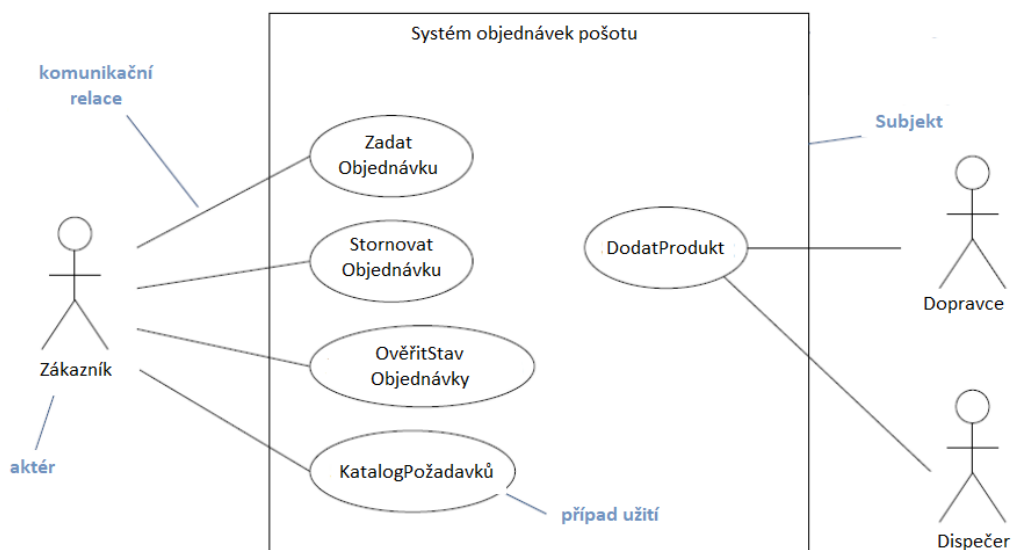 Systém objednávek pošotu
komunikační
relace
Subjekt
Zadat
Objednávku
Stornovat
Objednávku
DodatProdukt
Dopravce
OvěřitStav
Objednávky
Zákazník
aktér
KatalogPožadavků
případ užití
Dispečer